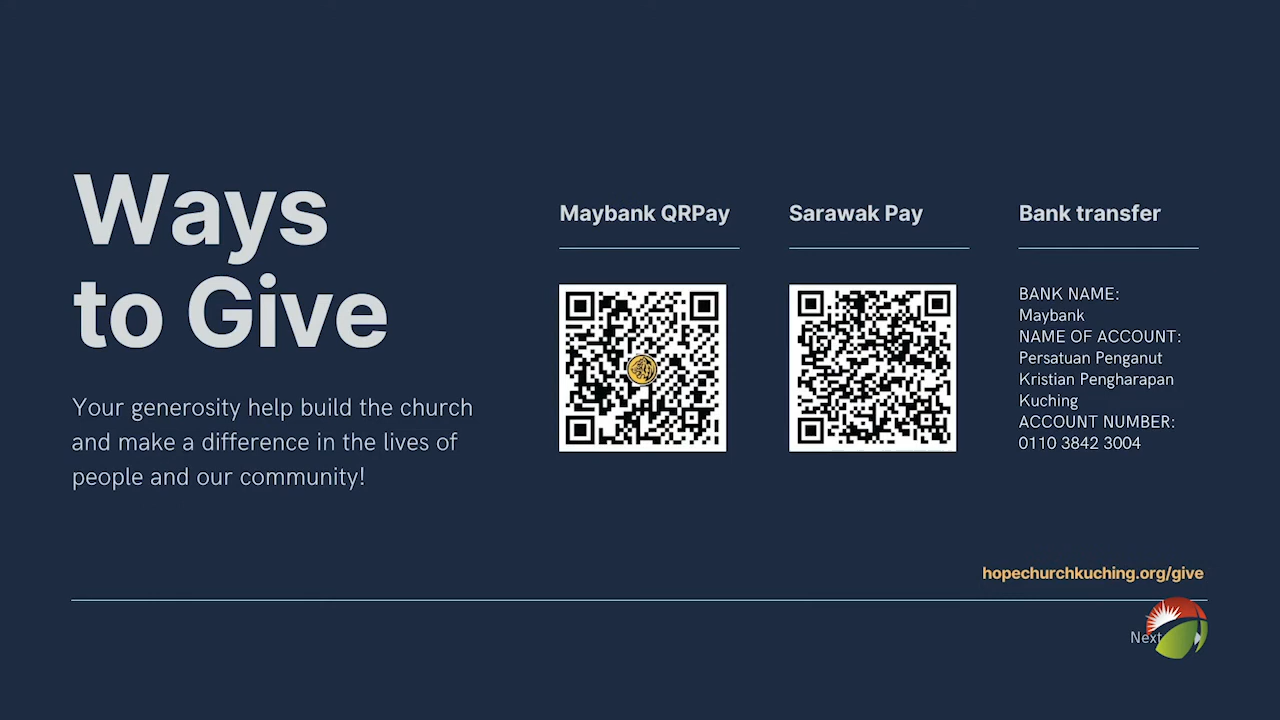 Ways
to Give
Your generosity help build the church
and make a difference in the lives of
people and our community!
Maybank QRPay
Sarawak Pay
Bank transfer
BANK NAME:
Maybank
NAME OF ACCOUNT:
Persatuan Penganut
Kristian Pengharapan
Kuching
ACCOUNT NUMBER:
0110 3842 3004
hopechurchkuching.org/give
Next